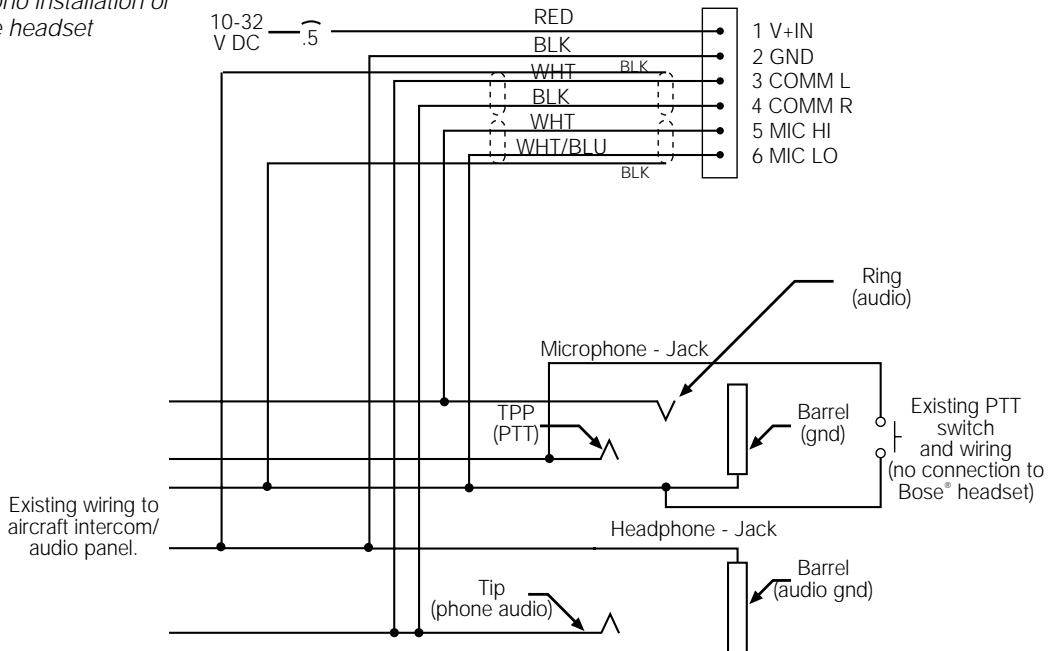 installation of
headset
10-32
V DC
.5
RED
BLK
WHT
BLK
BLK
WHT
WHT/BLU
BLK
1 V+IN
2 GND
3 COMM L
4 COMM R
5 MIC HI
6 MIC LO
Ring
(audio)
Microphone - Jack
TPP
(PTT)
Barrel
(gnd)
Existing PTT
switch
and wiring
(no connection to
Bose® headset)
Existing wiring to
aircraft intercom/
audio panel.
Headphone - Jack
Tip
(phone audio)
Barrel
(audio gnd)